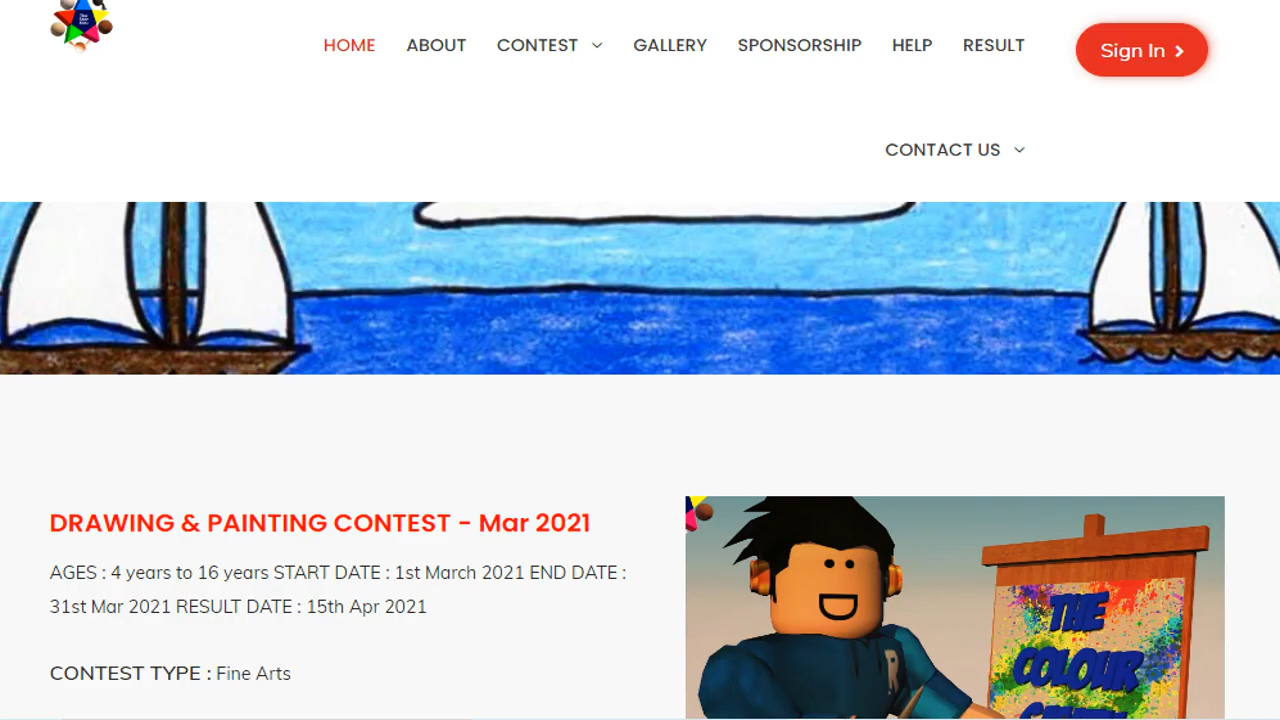 HOME ABOUT CONTEST GALLERY SPONSORSHIP HELP RESULT
Sign In
CONTACT US
DRAWING & PAINTING CONTEST - Mar 2021
AGES : 4 years to 16 years START DATE : 1st March 2021 END DATE :
31st Mar 2021 RESULT DATE : 15th Apr 2021
CONTEST TYPE : Fine Arts
THE
COLOUR